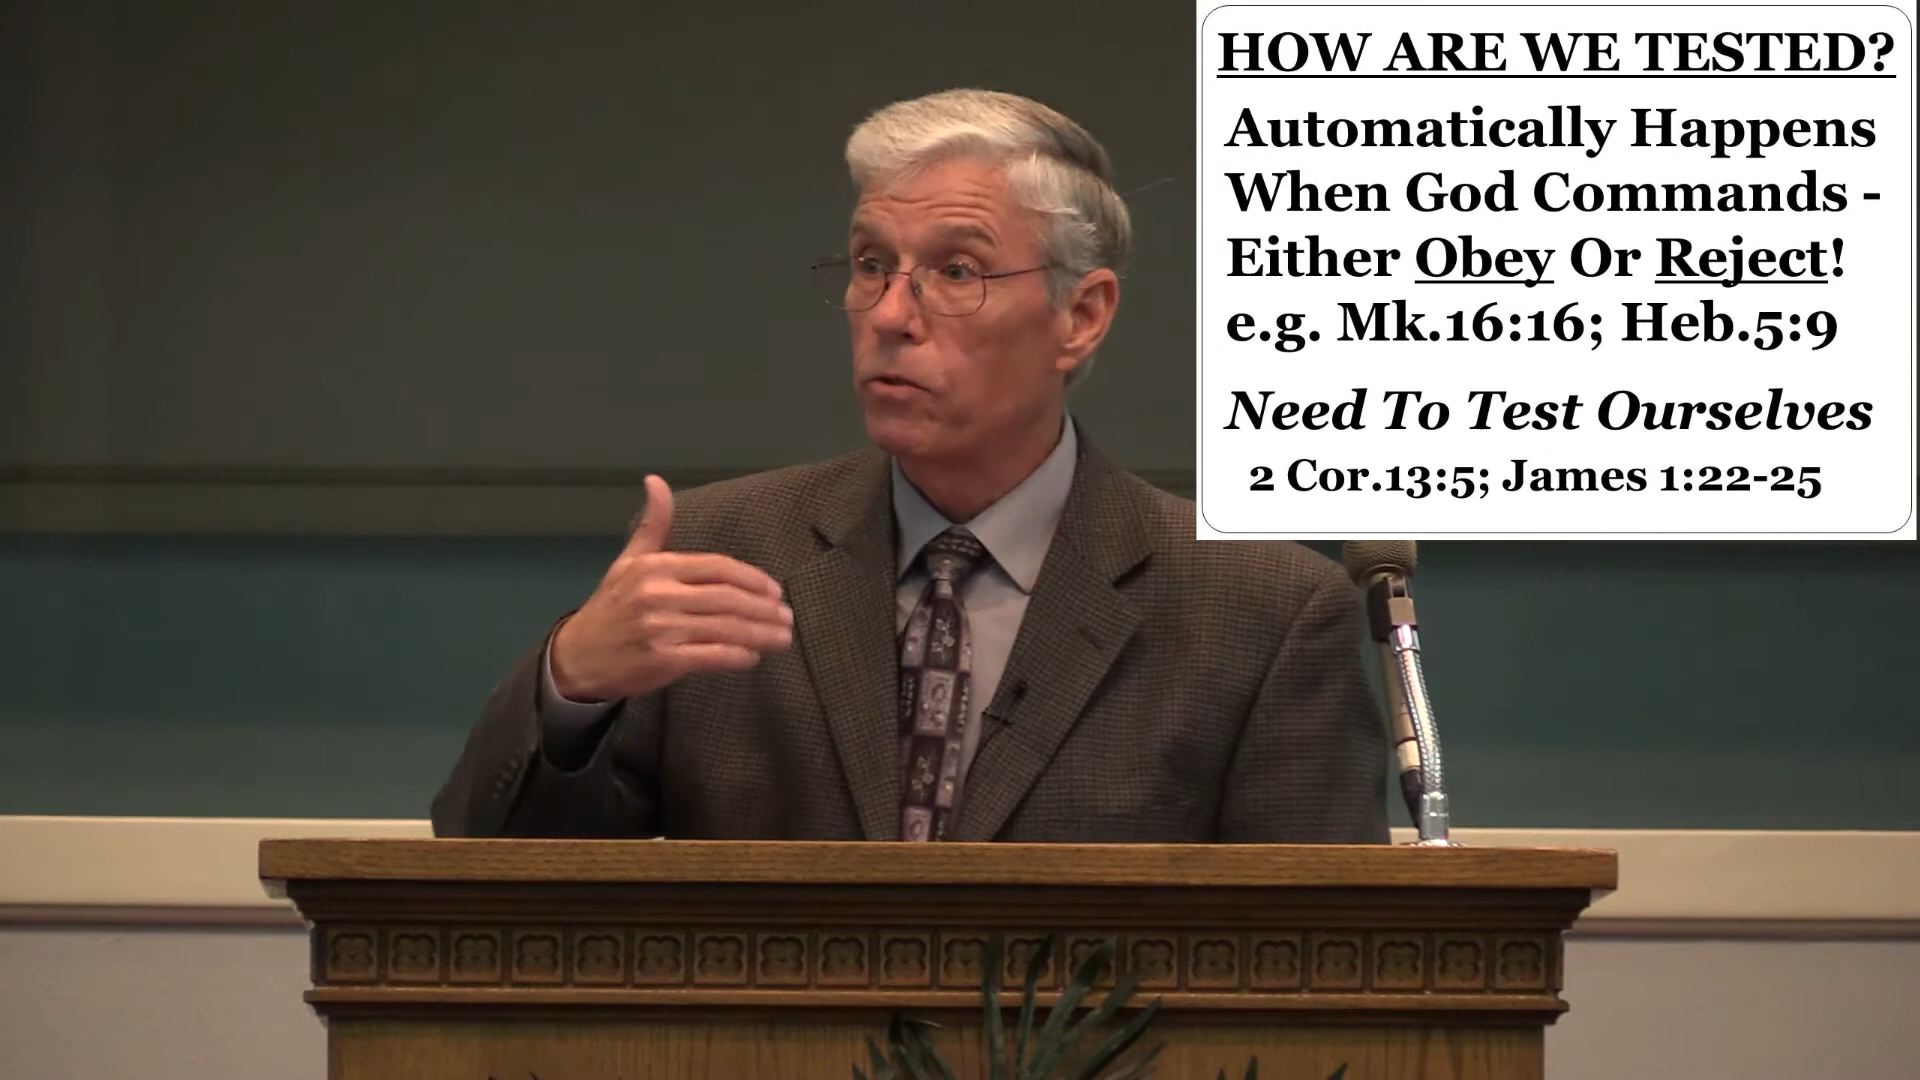 HOW ARE WE TESTED?
Automatically Happens
When God Commands -
Either Obey Or Reject!
e.g. Mk.16:16; Heb.5:9
Need To Test Ourselves
2 Cor.13:5; James 1:22-25